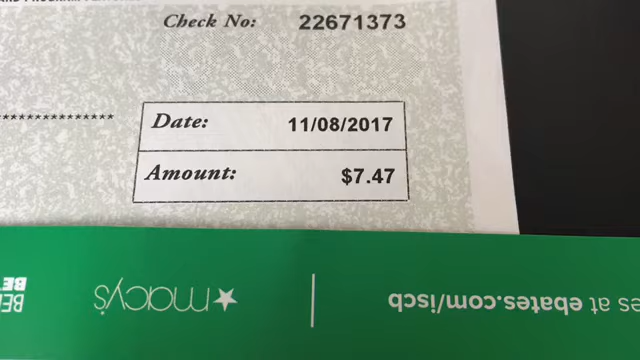 Check No: 22671373
***************
Date: 11/08/2017
Amount: $7.47
es at ebates.com/iscb
macy's